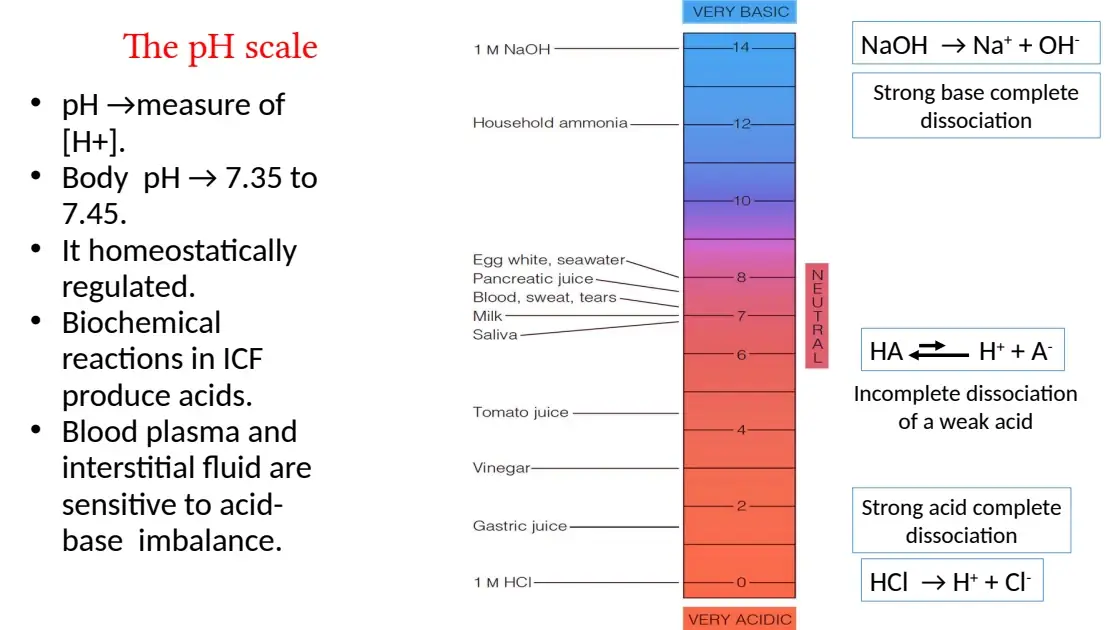 The pH scale
• pH →measure of
[H+].
• Body pH → 7.35 to
7.45.
• It homeostatically
regulated.
• Biochemical
reactions in ICF
produce acids.
• Blood plasma and
interstitial fluid are
sensitive to acid-
base imbalance.
VERY BASIC
1 M NaOH
14
Household ammonia
12
10
Egg white, seawater
8
Pancreatic juice
Blood, sweat, tears
Milk
7
Saliva
6
Tomato juice
4
Vinegar
2
Gastric juice
1 M HCl
0
VERY ACIDIC
NEUTRAL
NaOH → Na⁺ + OH⁻
Strong base complete
dissociation
HA ⇌ H⁺ + A⁻
Incomplete dissociation
of a weak acid
Strong acid complete
dissociation
HCl → H⁺ + Cl⁻